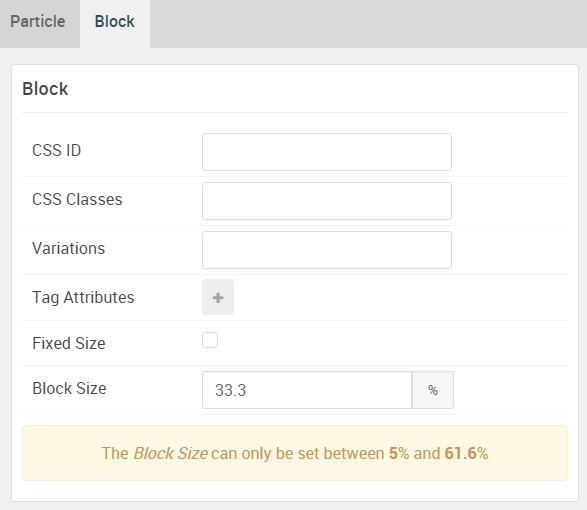 Particle Block
Block
CSS ID
CSS Classes
Variations
Tag Attributes +
Fixed Size
Block Size 33.3 %
The Block Size can only be set between 5% and 61.6%